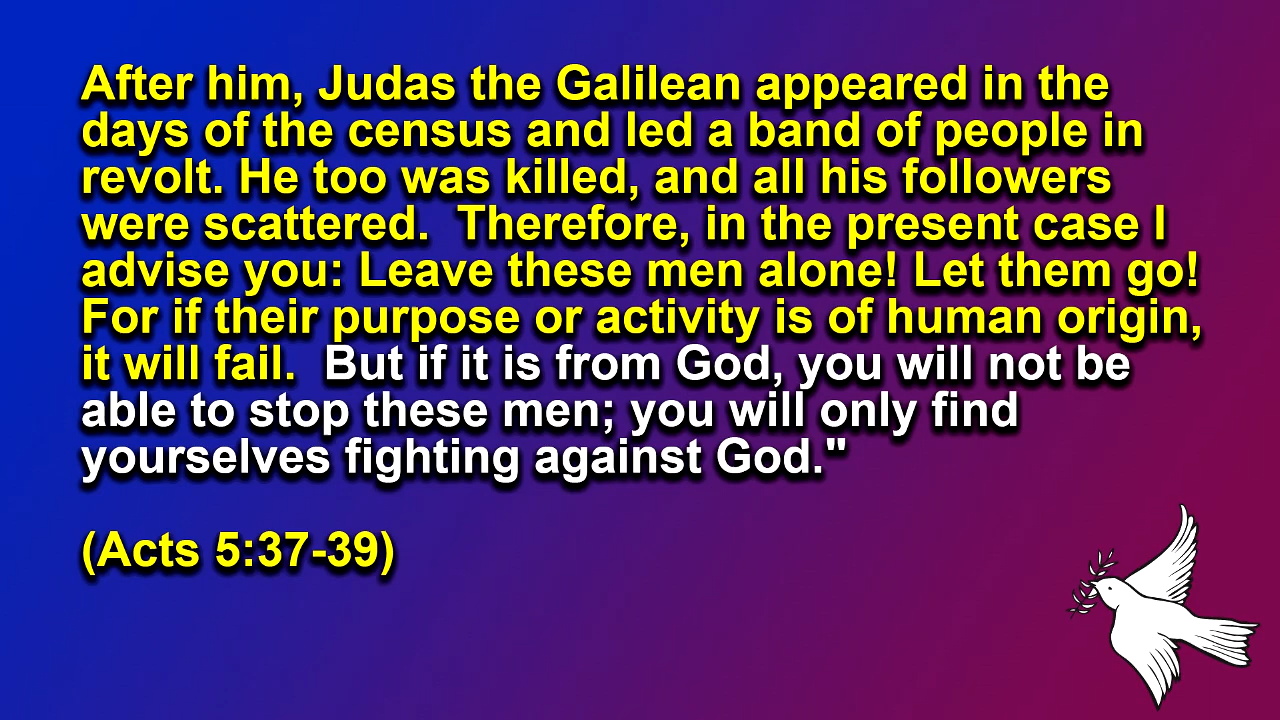 After him, Judas the Galilean appeared in the
days of the census and led a band of people in
revolt. He too was killed, and all his followers
were scattered.  Therefore, in the present case I
advise you: Leave these men alone! Let them go!
For if their purpose or activity is of human origin,
it will fail.  But if it is from God, you will not be
able to stop these men; you will only find
yourselves fighting against God."
(Acts 5:37-39)